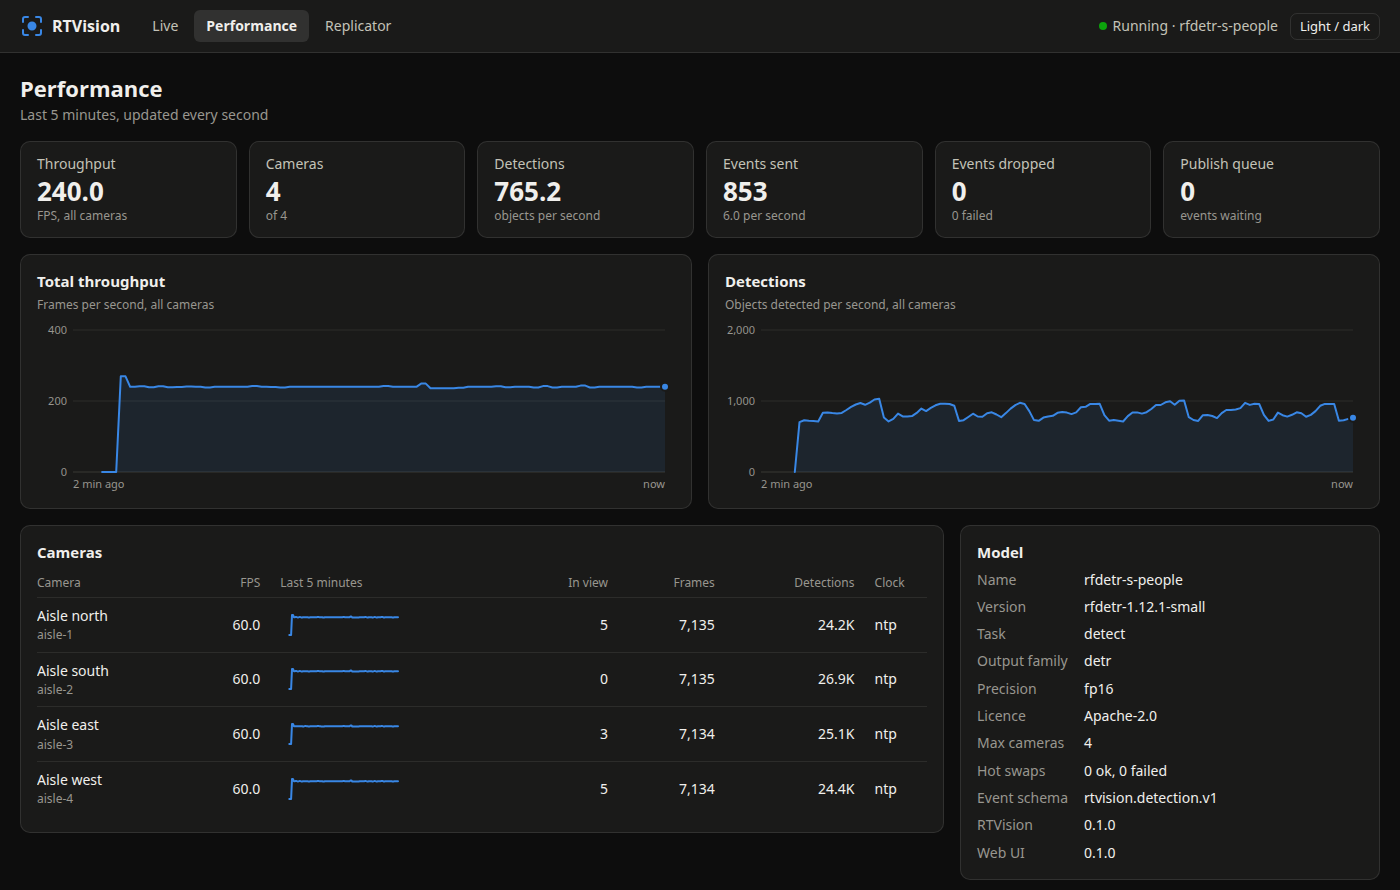 RTVision Live Performance Replicator Running · rfdetr-s-people Light / dark
Performance
Last 5 minutes, updated every second
Throughput
240.0
FPS, all cameras
Cameras
4
of 4
Detections
765.2
objects per second
Events sent
853
6.0 per second
Events dropped
0
0 failed
Publish queue
0
events waiting
Total throughput
Frames per second, all cameras
400
200
0
2 min ago now
Detections
Objects detected per second, all cameras
2,000
1,000
0
2 min ago now
Cameras
Camera FPS Last 5 minutes In view Frames Detections Clock
Aisle north
aisle-1
60.0 5 7,135 24.2K ntp
Aisle south
aisle-2
60.0 0 7,135 26.9K ntp
Aisle east
aisle-3
60.0 3 7,134 25.1K ntp
Aisle west
aisle-4
60.0 5 7,134 24.4K ntp
Model
Name rfdetr-s-people
Version rfdetr-1.12.1-small
Task detect
Output family detr
Precision fp16
Licence Apache-2.0
Max cameras 4
Hot swaps 0 ok, 0 failed
Event schema rtvision.detection.v1
RTVision 0.1.0
Web UI 0.1.0